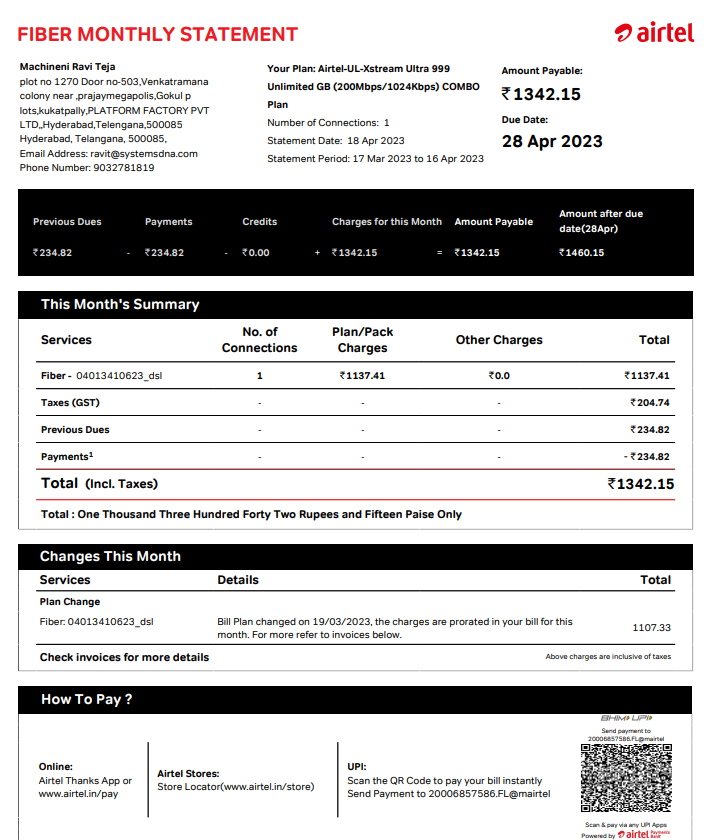 FIBER MONTHLY STATEMENT
airtel
Machineni Ravi Teja
plot no 1270 Door no-503,Venkatramana
colony near ,prajaymegapolis,Gokul p
lots,kukatpally,PLATFORM FACTORY PVT
LTD,,Hyderabad,Telengana,500085
Hyderabad, Telangana, 500085,
Email Address: ravit@systemsdna.com
Phone Number: 9032781819
Your Plan: Airtel-UL-Xstream Ultra 999
Unlimited GB (200Mbps/1024Kbps) COMBO
Plan
Number of Connections: 1
Statement Date: 18 Apr 2023
Statement Period: 17 Mar 2023 to 16 Apr 2023
Amount Payable:
₹1342.15
Due Date:
28 Apr 2023
Previous Dues Payments Credits Charges for this Month Amount Payable Amount after due
date(28Apr)
₹234.82 - ₹234.82 - ₹0.00 + ₹1342.15 = ₹1342.15 ₹1460.15
This Month's Summary
Services No. of Connections Plan/Pack Charges Other Charges Total
Fiber - 04013410623_dsl 1 ₹1137.41 ₹0.0 ₹1137.41
Taxes (GST) - - - ₹204.74
Previous Dues - - - ₹234.82
Payments¹ - - - - ₹234.82
Total (Incl. Taxes) ₹1342.15
Total : One Thousand Three Hundred Forty Two Rupees and Fifteen Paise Only
Changes This Month
Services Details Total
Plan Change
Fiber: 04013410623_dsl Bill Plan changed on 19/03/2023, the charges are prorated in your bill for this
month. For more refer to invoices below. 1107.33
Check invoices for more details Above charges are inclusive of taxes
How To Pay ?
Online:
Airtel Thanks App or
www.airtel.in/pay
Airtel Stores:
Store Locator(www.airtel.in/store)
UPI:
Scan the QR Code to pay your bill instantly
Send Payment to 20006857586.FL@mairtel
BHIM UPI
Send payment to
20006857586.FL@mairtel
Scan & pay via any UPI Apps
Powered by airtel Payments Bank